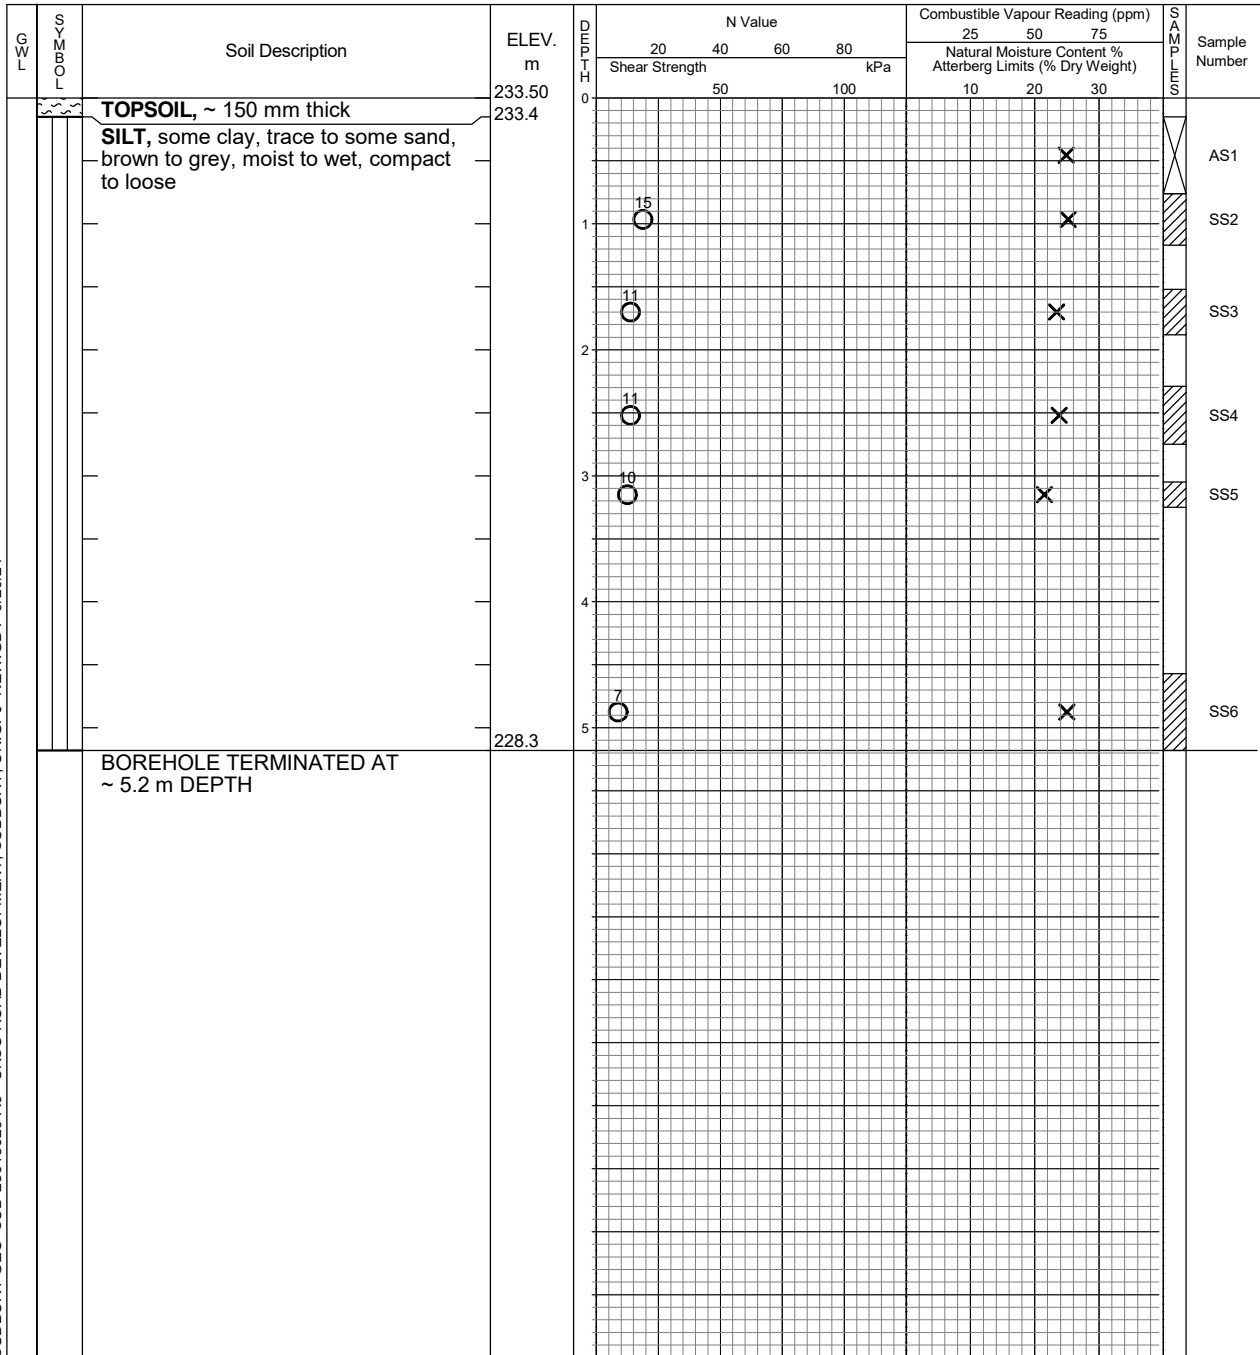 GWL
SYMBOL
Soil Description
ELEV.
m
DEPTH
N Value
20 40 60 80
Shear Strength kPa
50 100
Combustible Vapour Reading (ppm)
25 50 75
Natural Moisture Content %
Atterberg Limits (% Dry Weight)
10 20 30
SAMPLES
Sample
Number
233.50
0
TOPSOIL, ~ 150 mm thick
233.4
SILT, some clay, trace to some sand,
brown to grey, moist to wet, compact
to loose
AS1
15
1
SS2
11
SS3
2
11
SS4
3
10
SS5
4
7
SS6
5
228.3
BOREHOLE TERMINATED AT
~ 5.2 m DEPTH